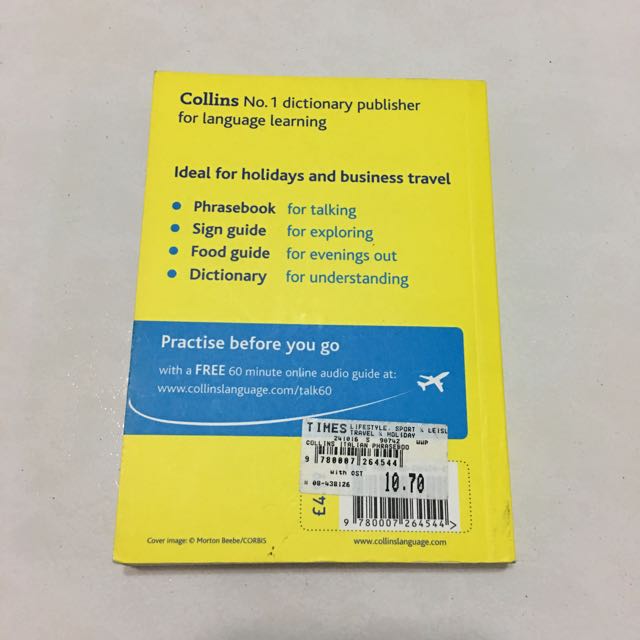 Collins No. 1 dictionary publisher
for language learning
Ideal for holidays and business travel
Phrasebook for talking
Sign guide for exploring
Food guide for evenings out
Dictionary for understanding
Practise before you go
with a FREE 60 minute online audio guide at:
www.collinslanguage.com/talk60
TIMES LIFESTYLE, SPORT & LEISU
TRAVEL & HOLIDAY
241016 S 90742 WWP
COLLINS ITALIAN PHRASEBOO
9 780007 264544
With GST
10.70
£4
9 780007 264544 >
Cover image: © Morton Beebe/CORBIS
www.collinslanguage.com